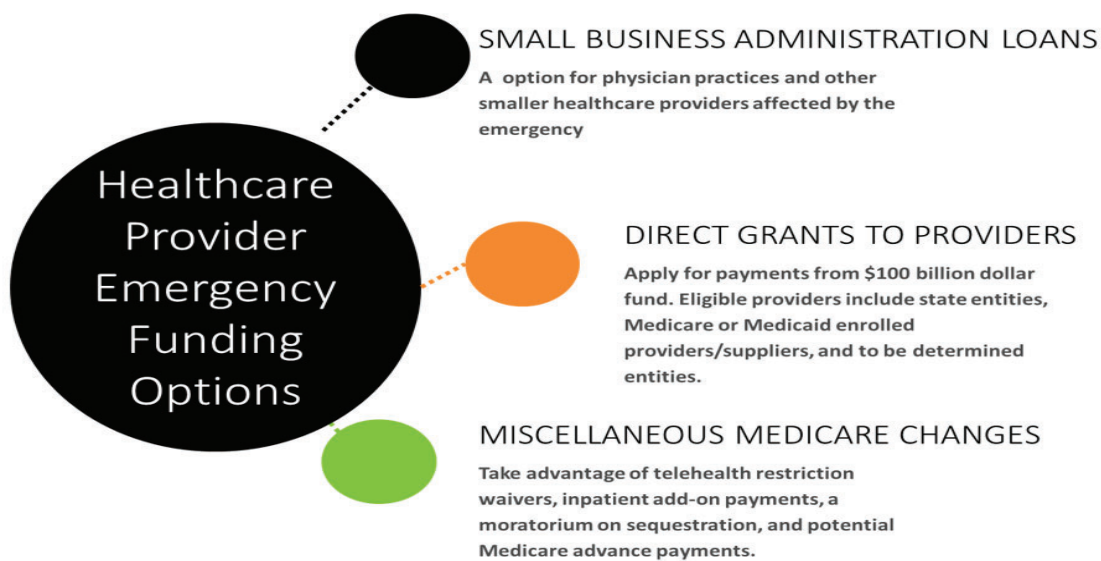 Healthcare
Provider
Emergency
Funding
Options
SMALL BUSINESS ADMINISTRATION LOANS
A  option for physician practices and other
smaller healthcare providers affected by the
emergency
DIRECT GRANTS TO PROVIDERS
Apply for payments from $100 billion dollar
fund. Eligible providers include state entities,
Medicare or Medicaid enrolled
providers/suppliers, and to be determined
entities.
MISCELLANEOUS MEDICARE CHANGES
Take advantage of telehealth restriction
waivers, inpatient add-on payments, a
moratorium on sequestration, and potential
Medicare advance payments.